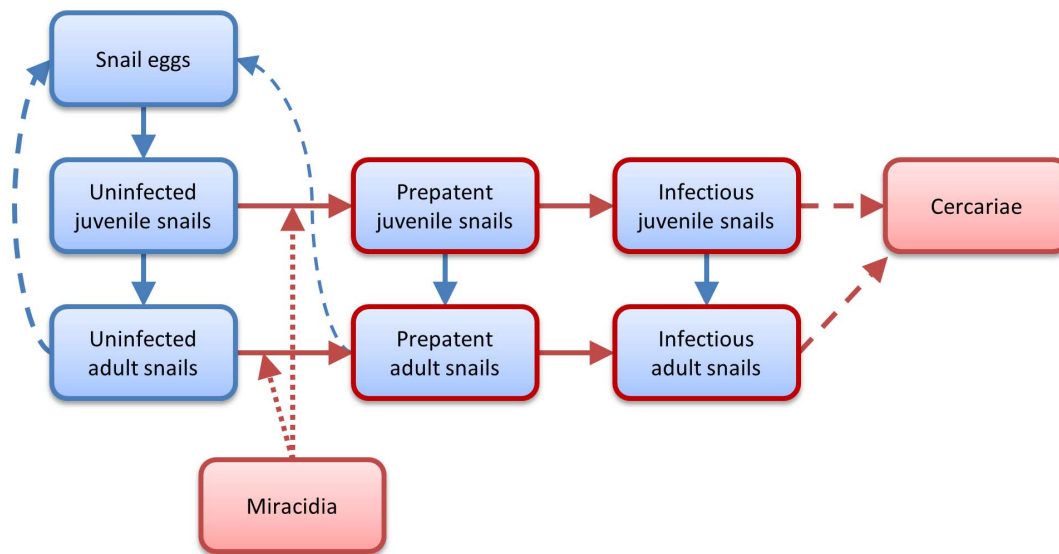 Snail eggs
Uninfected
juvenile snails
Prepatent
juvenile snails
Infectious
juvenile snails
Cercariae
Uninfected
adult snails
Prepatent
adult snails
Infectious
adult snails
Miracidia